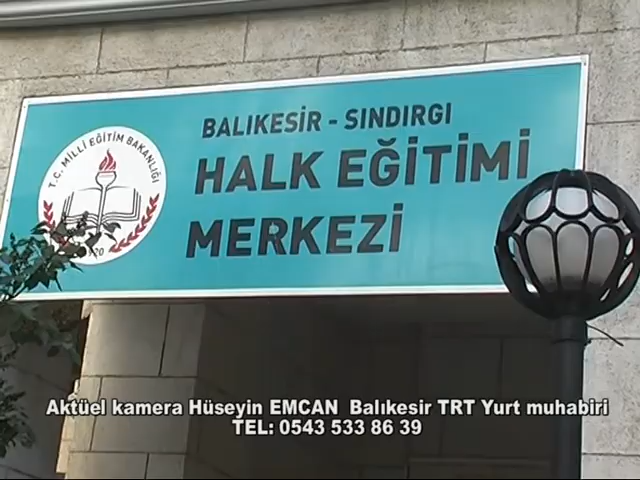 BALIKESİR - SINDIRGI
HALK EĞİTİMİ
MERKEZİ
T.C. MİLLİ EĞİTİM BAKANLIĞI
Aktüel kamera Hüseyin EMCAN Balıkesir TRT Yurt muhabiri
TEL: 0543 533 86 39